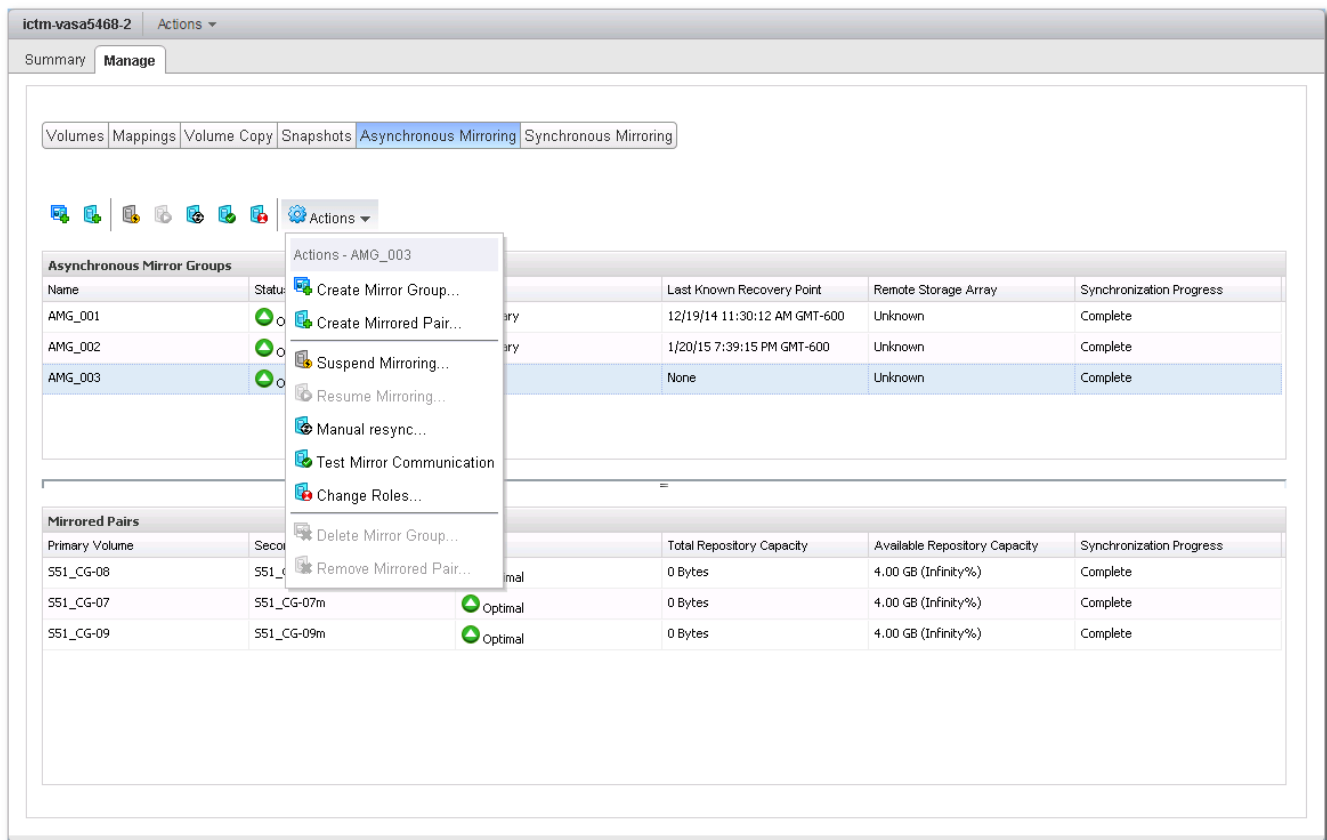 ictm-vasa5468-2 Actions
Summary Manage
Volumes Mappings Volume Copy Snapshots Asynchronous Mirroring Synchronous Mirroring
Actions
Actions - AMG_003
Create Mirror Group...
Create Mirrored Pair...
Suspend Mirroring...
Resume Mirroring...
Manual resync...
Test Mirror Communication
Change Roles...
Delete Mirror Group...
Remove Mirrored Pair...
Asynchronous Mirror Groups
Name Last Known Recovery Point Remote Storage Array Synchronization Progress
AMG_001 12/19/14 11:30:12 AM GMT-600 Unknown Complete
AMG_002 1/20/15 7:39:15 PM GMT-600 Unknown Complete
AMG_003 None Unknown Complete
Mirrored Pairs
Primary Volume Total Repository Capacity Available Repository Capacity Synchronization Progress
S51_CG-08 0 Bytes 4.00 GB (Infinity%) Complete
S51_CG-07 S51_CG-07m Optimal 0 Bytes 4.00 GB (Infinity%) Complete
S51_CG-09 S51_CG-09m Optimal 0 Bytes 4.00 GB (Infinity%) Complete